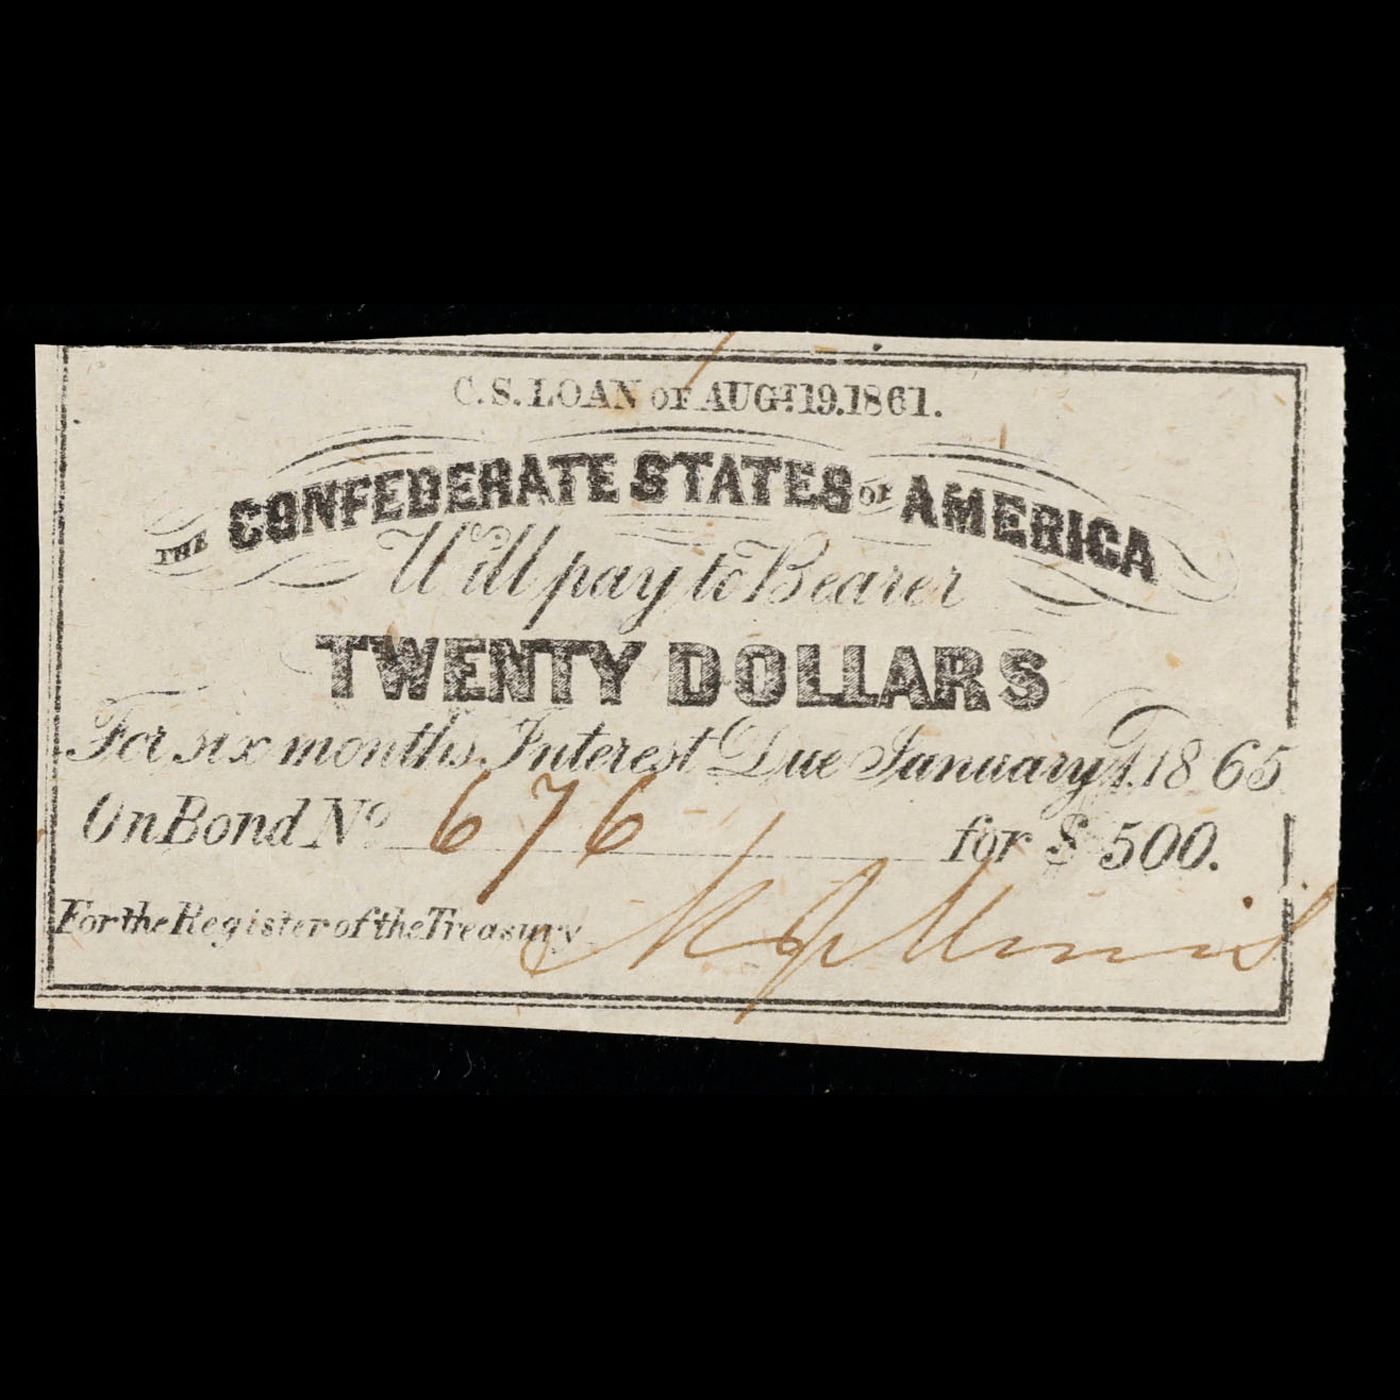 C. S. LOAN OF AUGT 19. 1861.
THE CONFEDERATE STATES OF AMERICA
Will pay to Bearer
TWENTY DOLLARS
For six months Interest Due January 1. 1865
On Bond No 676 for $ 500.
For the Register of the Treasury